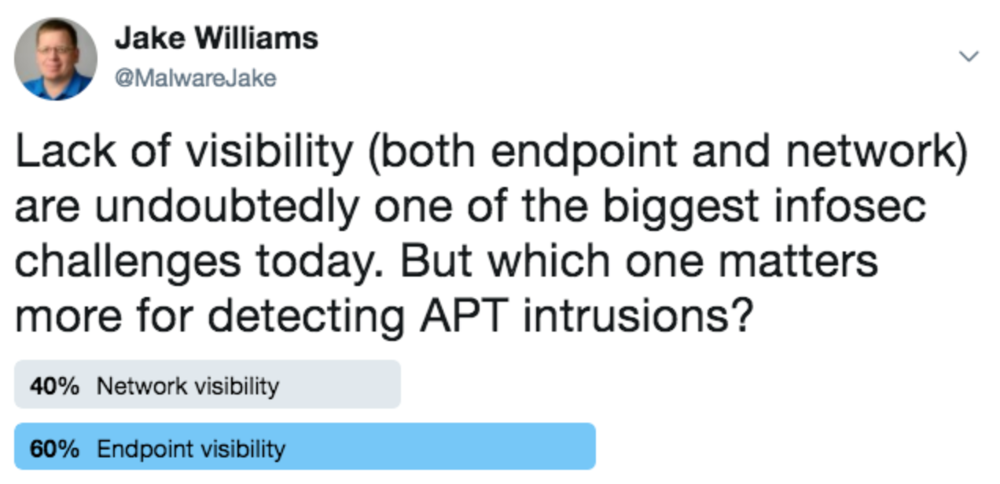 Jake Williams
@MalwareJake
Lack of visibility (both endpoint and network)
are undoubtedly one of the biggest infosec
challenges today. But which one matters
more for detecting APT intrusions?
40% Network visibility
60% Endpoint visibility